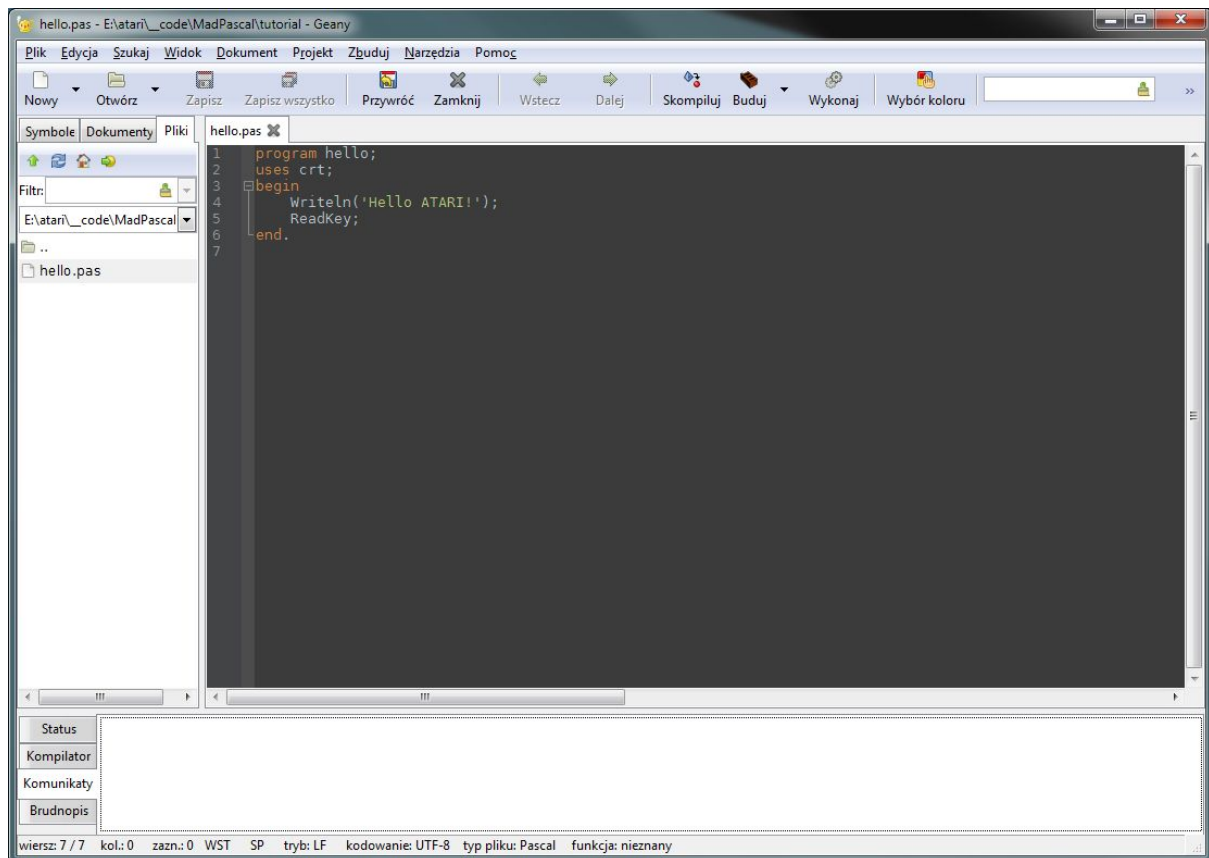 hello.pas - E:\atari\__code\MadPascal\tutorial - Geany
Plik Edycja Szukaj Widok Dokument Projekt Zbuduj Narzędzia Pomoc
Nowy Otwórz Zapisz Zapisz wszystko Przywróć Zamknij Wstecz Dalej Skompiluj Buduj Wykonaj Wybór koloru
Symbole Dokumenty Pliki
hello.pas
Filtr:
E:\atari\__code\MadPascal
..
hello.pas
1 program hello;
2 uses crt;
3 begin
4 Writeln('Hello ATARI!');
5 ReadKey;
6 end.
7
Status
Kompilator
Komunikaty
Brudnopis
wiersz: 7 / 7 kol.: 0 zazn.: 0 WST SP tryb: LF kodowanie: UTF-8 typ pliku: Pascal funkcja: nieznany